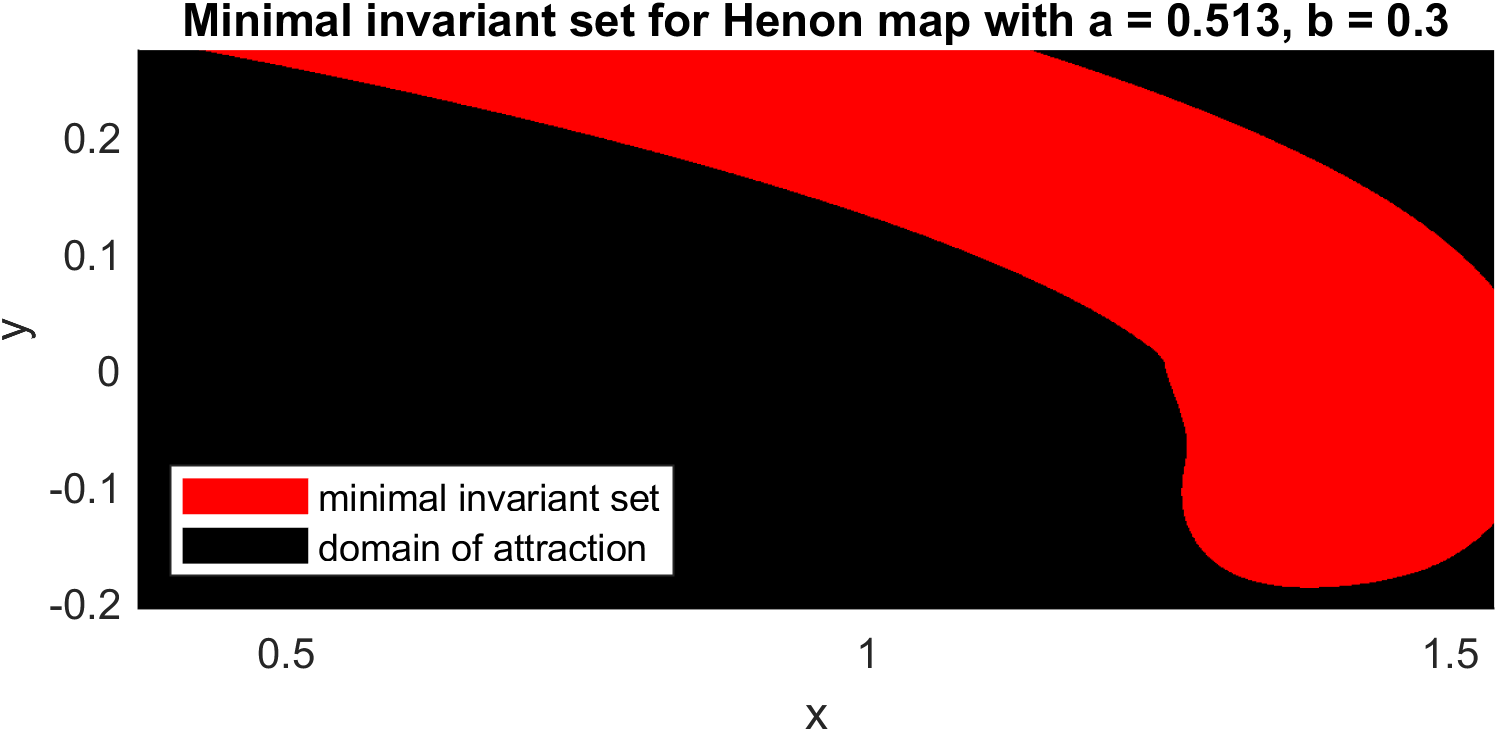 Minimal invariant set for Henon map with a = 0.513, b = 0.3
0.2
0.1
0
-0.1
-0.2
y
minimal invariant set
domain of attraction
0.5 1 1.5
x